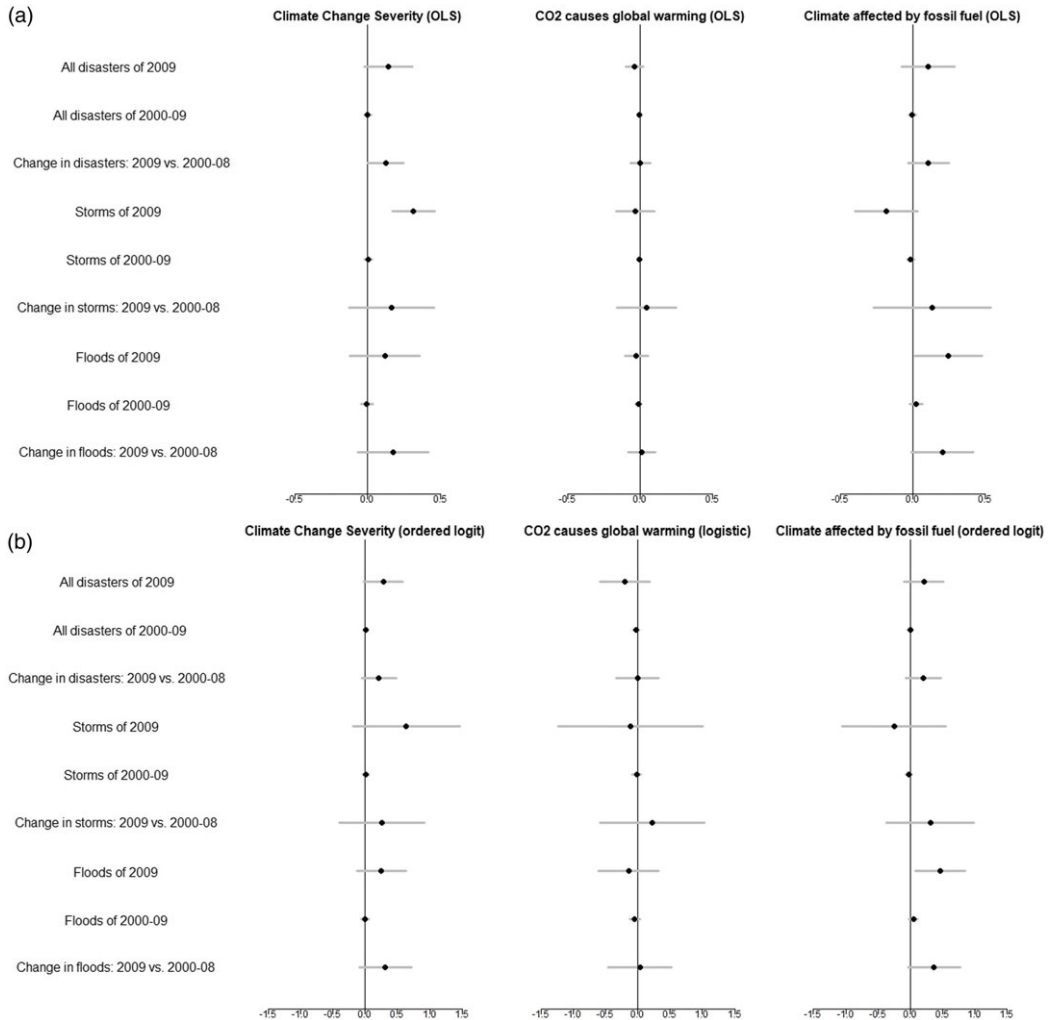 (a)
Climate Change Severity (OLS) CO2 causes global warming (OLS) Climate affected by fossil fuel (OLS)
All disasters of 2009
All disasters of 2000-09
Change in disasters: 2009 vs. 2000-08
Storms of 2009
Storms of 2000-09
Change in storms: 2009 vs. 2000-08
Floods of 2009
Floods of 2000-09
Change in floods: 2009 vs. 2000-08
-0.5 0.0 0.5 -0.5 0.0 0.5 -0.5 0.0 0.5
(b)
Climate Change Severity (ordered logit) CO2 causes global warming (logistic) Climate affected by fossil fuel (ordered logit)
All disasters of 2009
All disasters of 2000-09
Change in disasters: 2009 vs. 2000-08
Storms of 2009
Storms of 2000-09
Change in storms: 2009 vs. 2000-08
Floods of 2009
Floods of 2000-09
Change in floods: 2009 vs. 2000-08
-1.5 -1.0 -0.5 0.0 0.5 1.0 1.5 -1.5 -1.0 -0.5 0.0 0.5 1.0 1.5 -1.5 -1.0 -0.5 0.0 0.5 1.0 1.5